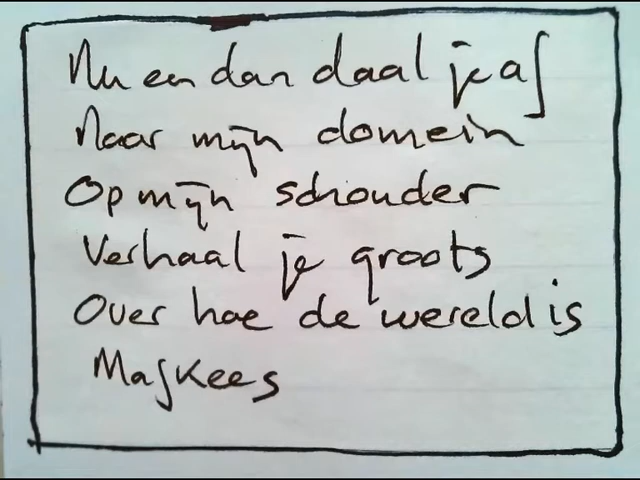 Nu en dan daal je af
Naar mijn domein
Op mijn schouder
Verhaal je groots
Over hoe de wereld is
Mafkees